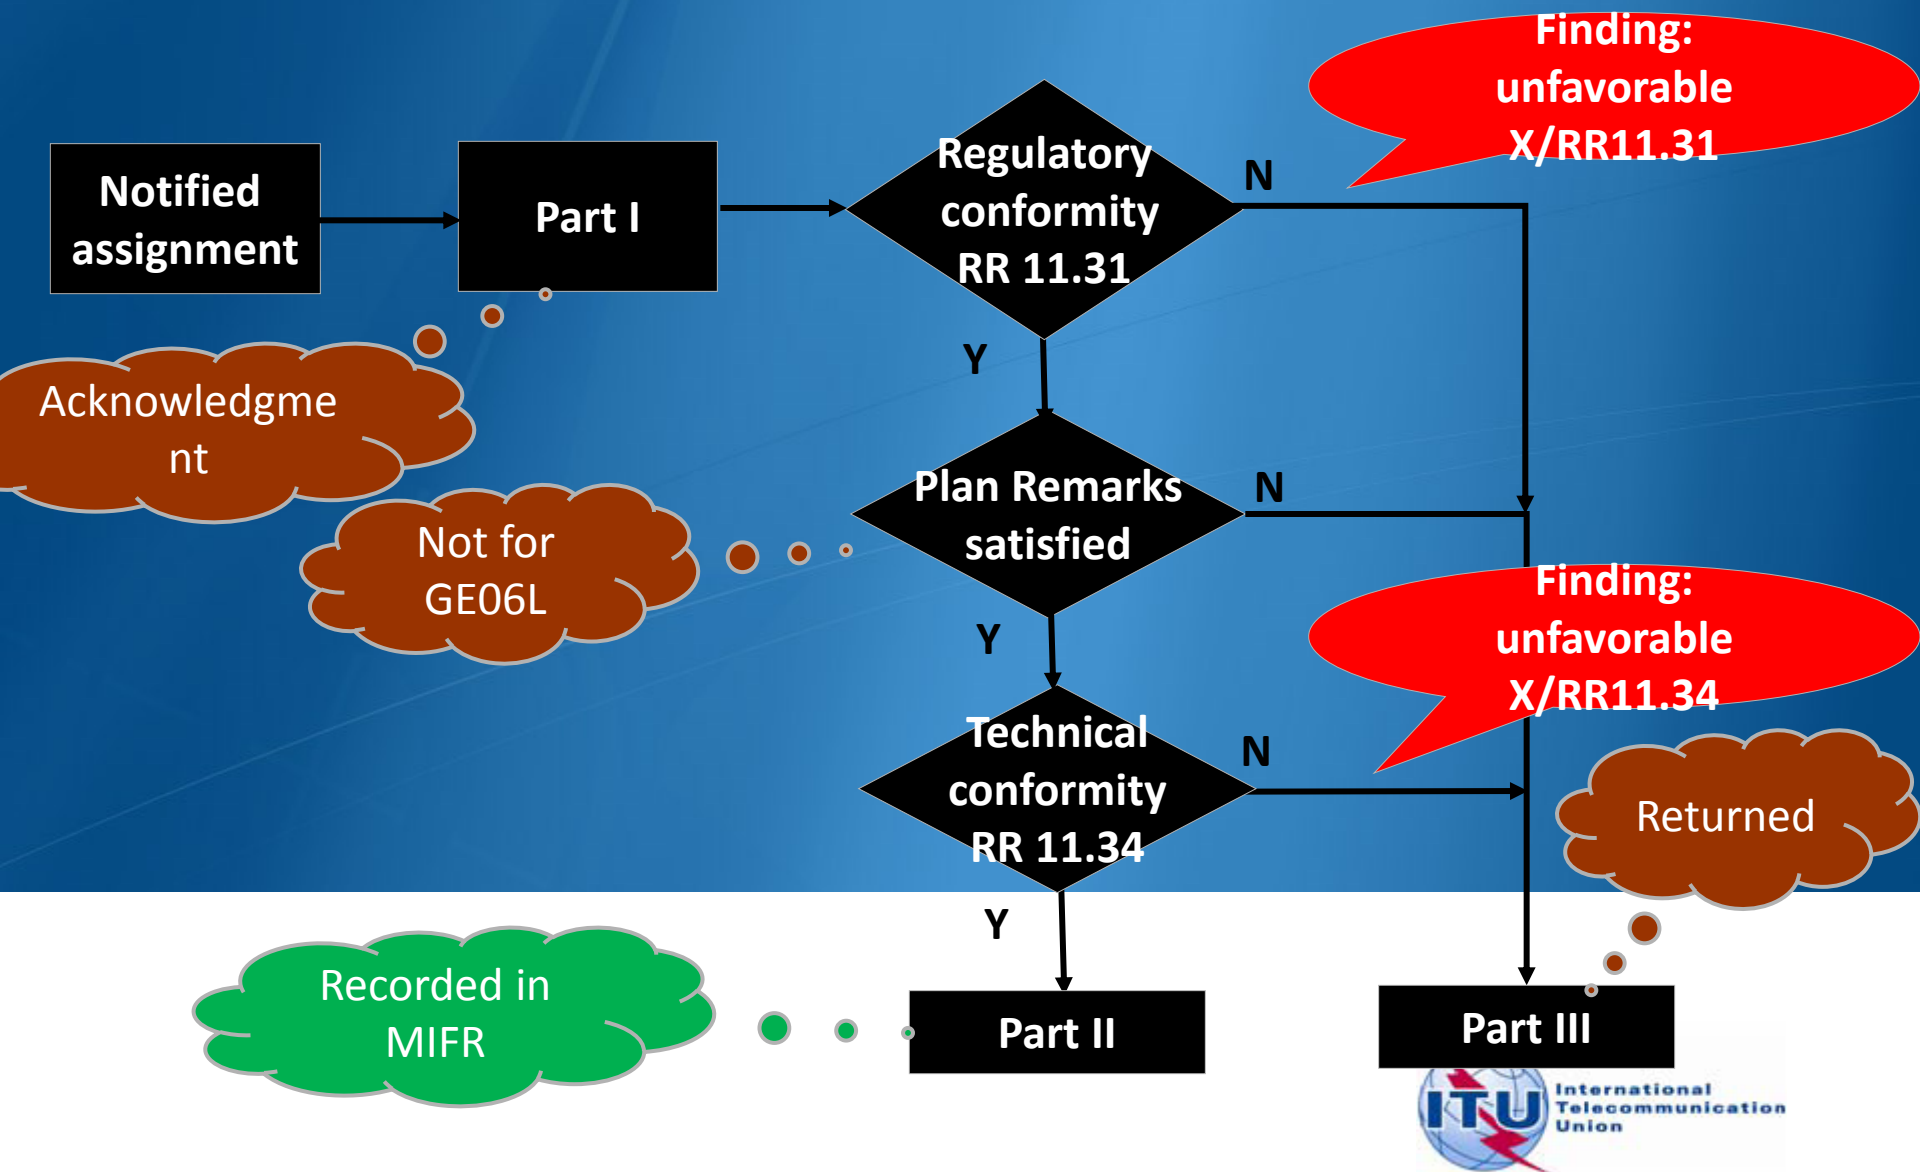 Notified
assignment
Part I
Regulatory
conformity
RR 11.31
N
Finding:
unfavorable
X/RR11.31
Y
Acknowledgme
nt
Plan Remarks
satisfied
N
Not for
GE06L
Y
Finding:
unfavorable
X/RR11.34
Technical
conformity
RR 11.34
N
Returned
Y
Recorded in
MIFR
Part II
Part III
ITU
International
Telecommunication
Union